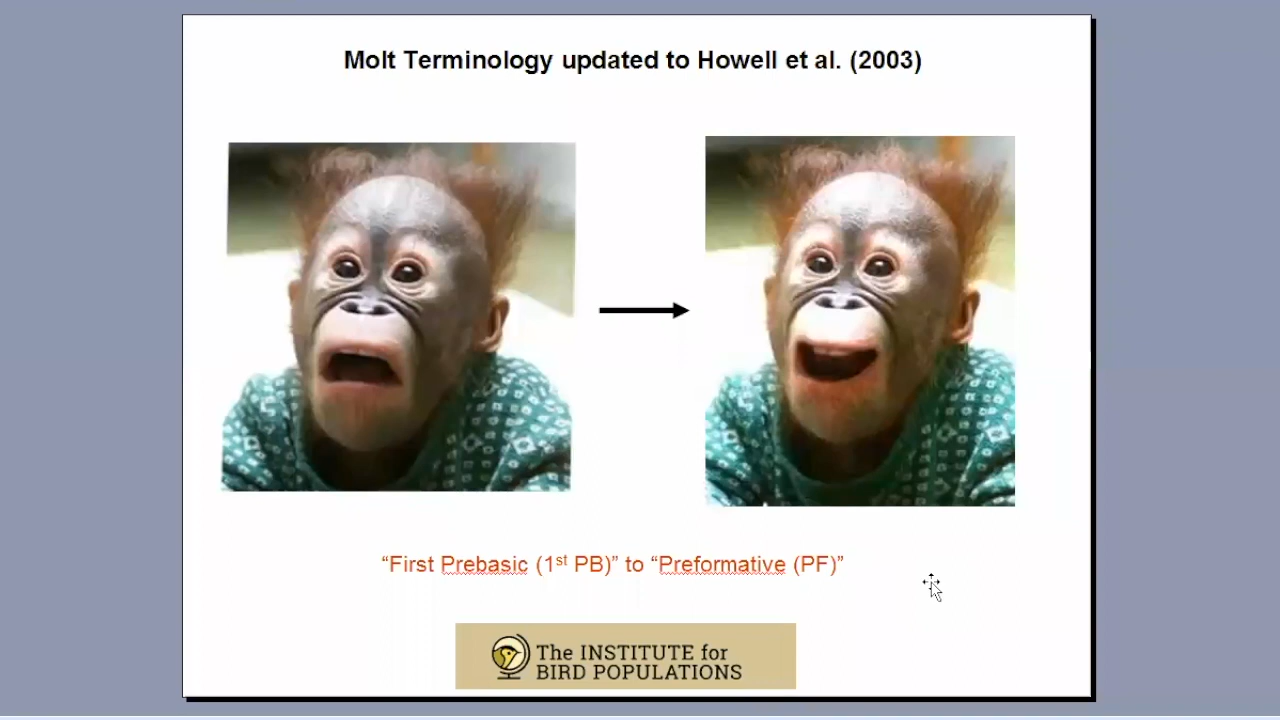 Molt Terminology updated to Howell et al. (2003)
“First Prebasic (1st PB)” to “Preformative (PF)”
The INSTITUTE for
BIRD POPULATIONS